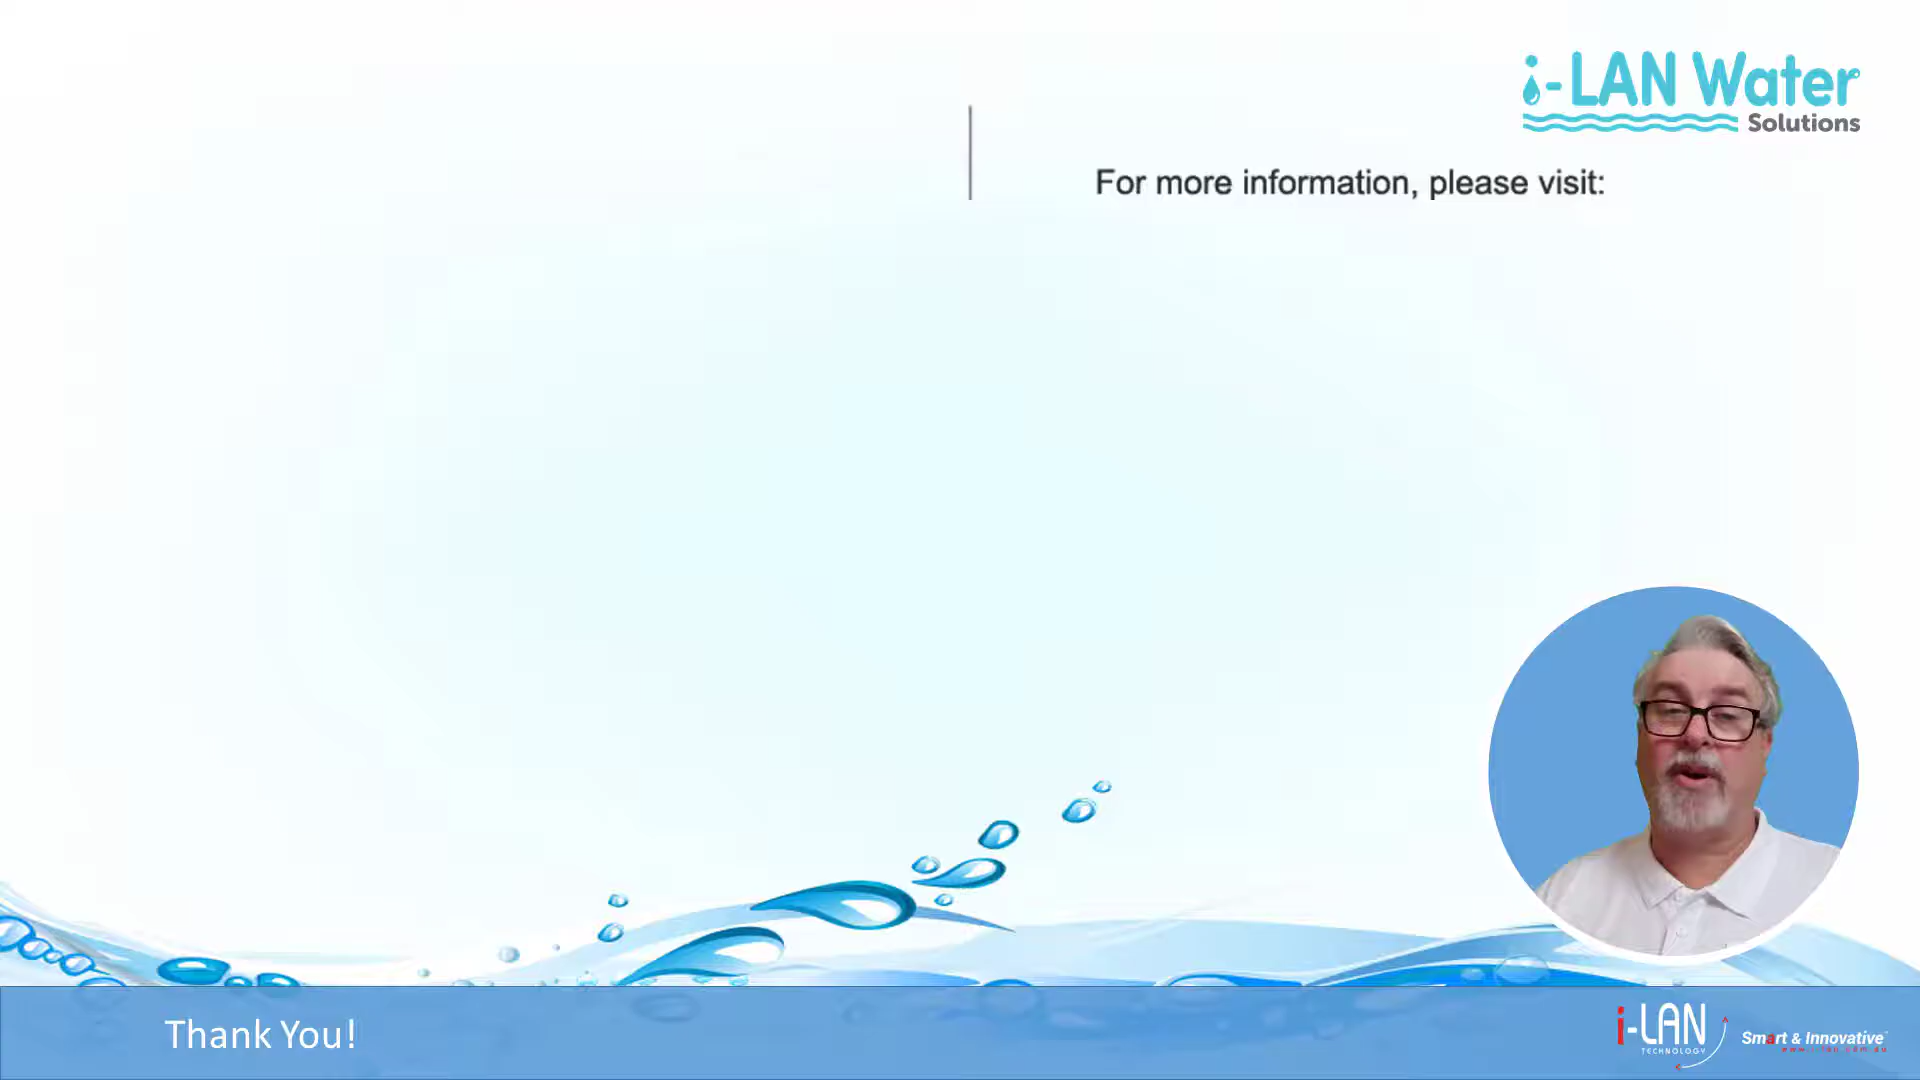 i-LAN Water
Solutions
For more information, please visit:
Thank You!
i-LAN
TECHNOLOGY
Smart & Innovative